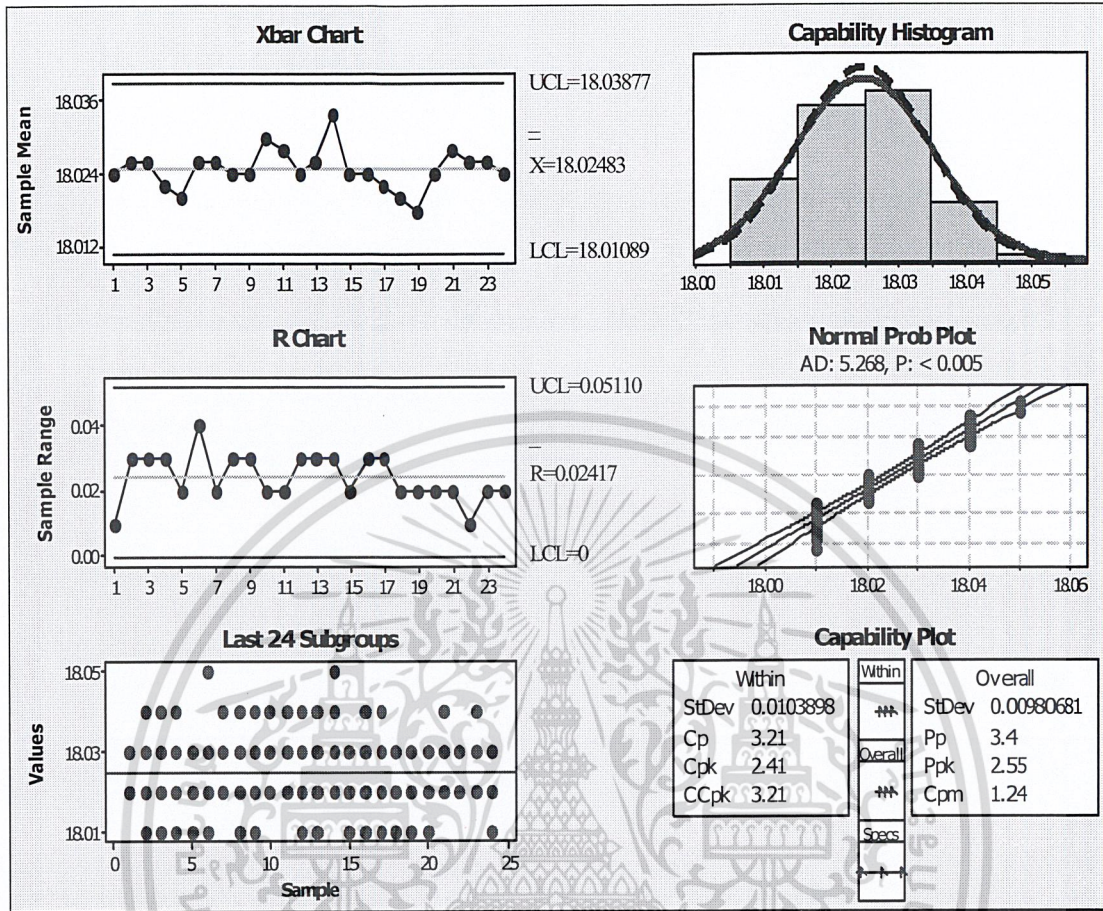 Xbar Chart
Sample Mean
18.036
18.024
18.012
UCL=18.03877
X=18.02483
LCL=18.01089
1 3 5 7 9 11 13 15 17 19 21 23
Capability Histogram
18.00 18.01 18.02 18.03 18.04 18.05
R Chart
Sample Range
0.04
0.02
0.00
UCL=0.05110
R=0.02417
LCL=0
1 3 5 7 9 11 13 15 17 19 21 23
Normal Prob Plot
AD: 5.268, P: < 0.005
18.00 18.02 18.04 18.06
Last 24 Subgroups
Values
18.05
18.03
18.01
0 5 10 15 20 25
Sample
Capability Plot
Within
StDev 0.0103898
Cp 3.21
Cpk 2.41
CCpk 3.21
Within
Overall
Specs
Overall
StDev 0.00980681
Pp 3.4
Ppk 2.55
Cpm 1.24